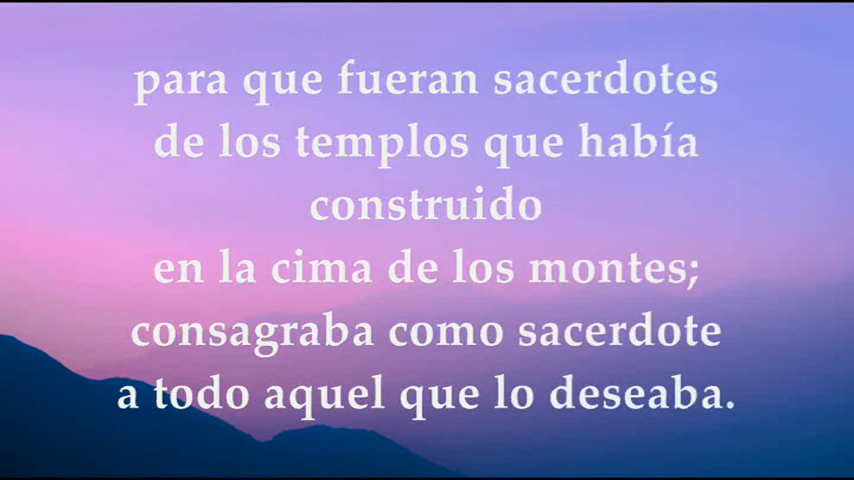 para que fueran sacerdotes
de los templos que había
construido
en la cima de los montes;
consagraba como sacerdote
a todo aquel que lo deseaba.